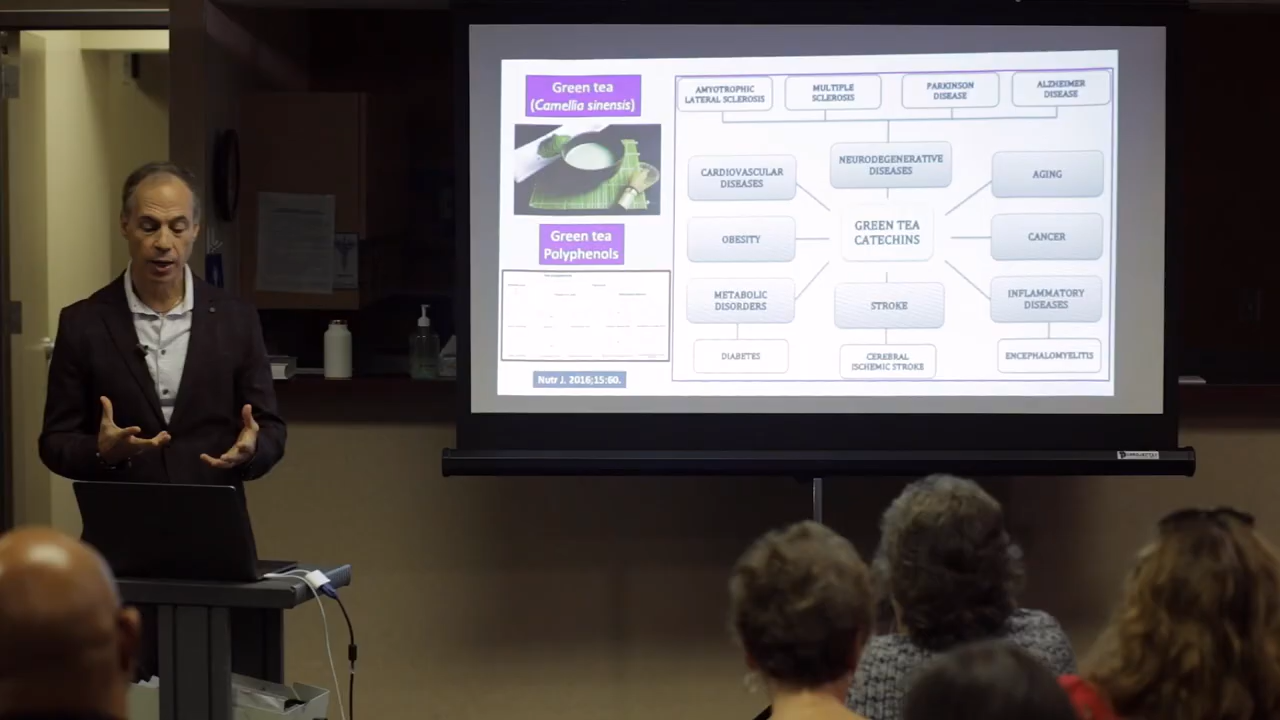 Green tea
(Camellia sinensis)
Green tea
Polyphenols
Nutr J. 2016;15:60.
AMYOTROPHIC
LATERAL SCLEROSIS
MULTIPLE
SCLEROSIS
PARKINSON
DISEASE
ALZHEIMER
DISEASE
CARDIOVASCULAR
DISEASES
NEURODEGENERATIVE
DISEASES
AGING
OBESITY
GREEN TEA
CATECHINS
CANCER
METABOLIC
DISORDERS
STROKE
INFLAMMATORY
DISEASES
DIABETES
CEREBRAL
ISCHEMIC STROKE
ENCEPHALOMYELITIS